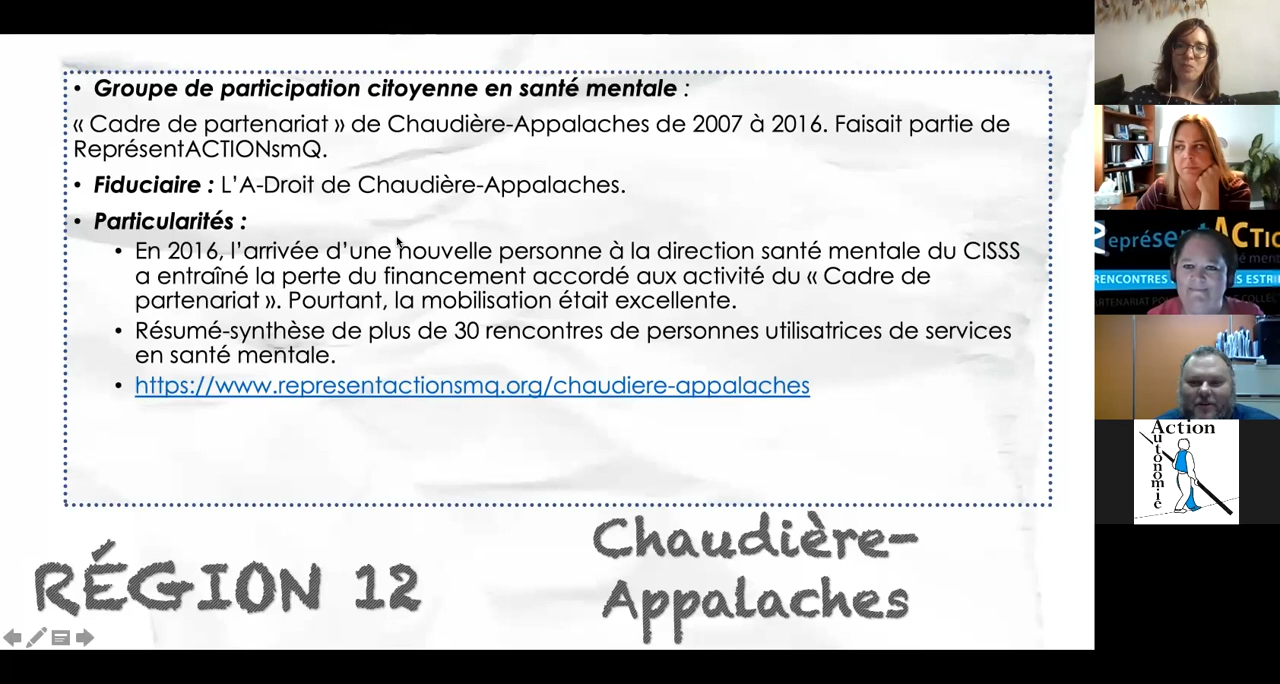 • Groupe de participation citoyenne en santé mentale :
« Cadre de partenariat » de Chaudière-Appalaches de 2007 à 2016. Faisait partie de
ReprésentACTIONsmQ.
• Fiduciaire : L’A-Droit de Chaudière-Appalaches.
• Particularités :
• En 2016, l’arrivée d’une nouvelle personne à la direction santé mentale du CISSS
a entraîné la perte du financement accordé aux activité du « Cadre de
partenariat ». Pourtant, la mobilisation était excellente.
• Résumé-synthèse de plus de 30 rencontres de personnes utilisatrices de services
en santé mentale.
• https://www.representactionsmq.org/chaudiere-appalaches
RÉGION 12
Chaudière-
Appalaches
eprésentACTIO
RENCONTRES
ESTRI
Action
Autonomie